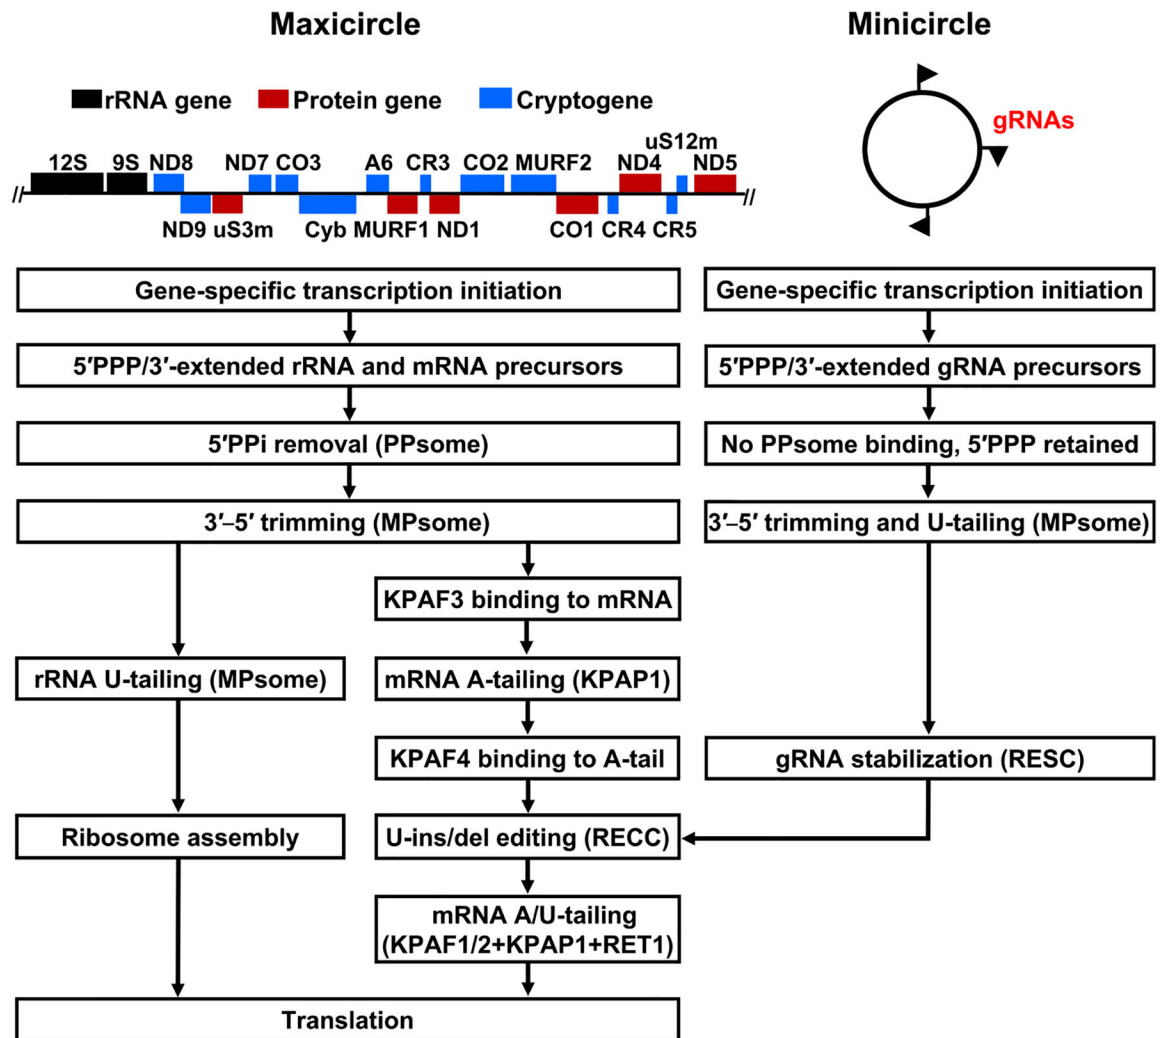 Maxicircle
Minicircle
rRNA gene Protein gene Cryptogene
gRNAs
uS12m
12S 9S ND8 ND7 CO3 A6 CR3 CO2 MURF2 ND4 ND5
// //
ND9 uS3m Cyb MURF1 ND1 CO1 CR4 CR5
Gene-specific transcription initiation
Gene-specific transcription initiation
5′PPP/3′-extended rRNA and mRNA precursors
5′PPP/3′-extended gRNA precursors
5′PPi removal (PPsome)
No PPsome binding, 5′PPP retained
3′–5′ trimming (MPsome)
3′–5′ trimming and U-tailing (MPsome)
KPAF3 binding to mRNA
rRNA U-tailing (MPsome)
mRNA A-tailing (KPAP1)
KPAF4 binding to A-tail
gRNA stabilization (RESC)
Ribosome assembly
U-ins/del editing (RECC)
mRNA A/U-tailing
(KPAF1/2+KPAP1+RET1)
Translation